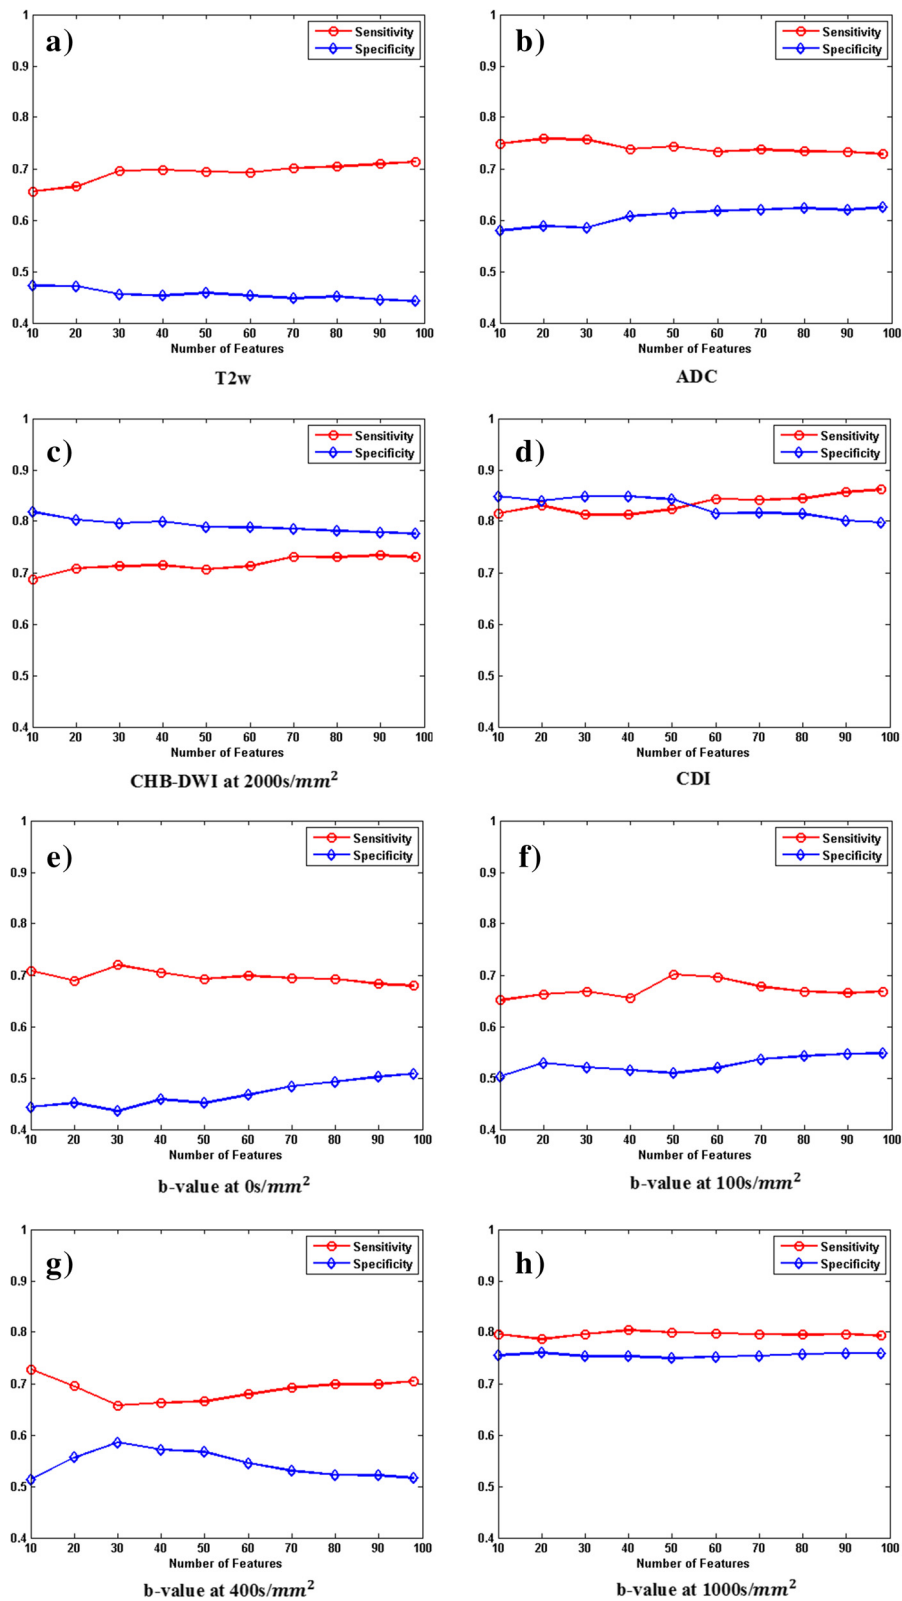 a)
Sensitivity
Specificity
1
0.9
0.8
0.7
0.6
0.5
0.4
10 20 30 40 50 60 70 80 90 100
Number of Features
T2w
b)
Sensitivity
Specificity
1
0.9
0.8
0.7
0.6
0.5
0.4
10 20 30 40 50 60 70 80 90 100
Number of Features
ADC
c)
Sensitivity
Specificity
1
0.9
0.8
0.7
0.6
0.5
0.4
10 20 30 40 50 60 70 80 90 100
Number of Features
CHB-DWI at 2000s/mm²
d)
Sensitivity
Specificity
1
0.9
0.8
0.7
0.6
0.5
0.4
10 20 30 40 50 60 70 80 90 100
Number of Features
CDI
e)
Sensitivity
Specificity
1
0.9
0.8
0.7
0.6
0.5
0.4
10 20 30 40 50 60 70 80 90 100
Number of Features
b-value at 0s/mm²
f)
Sensitivity
Specificity
1
0.9
0.8
0.7
0.6
0.5
0.4
10 20 30 40 50 60 70 80 90 100
Number of Features
b-value at 100s/mm²
g)
Sensitivity
Specificity
1
0.9
0.8
0.7
0.6
0.5
0.4
10 20 30 40 50 60 70 80 90 100
Number of Features
b-value at 400s/mm²
h)
Sensitivity
Specificity
1
0.9
0.8
0.7
0.6
0.5
0.4
10 20 30 40 50 60 70 80 90 100
Number of Features
b-value at 1000s/mm²